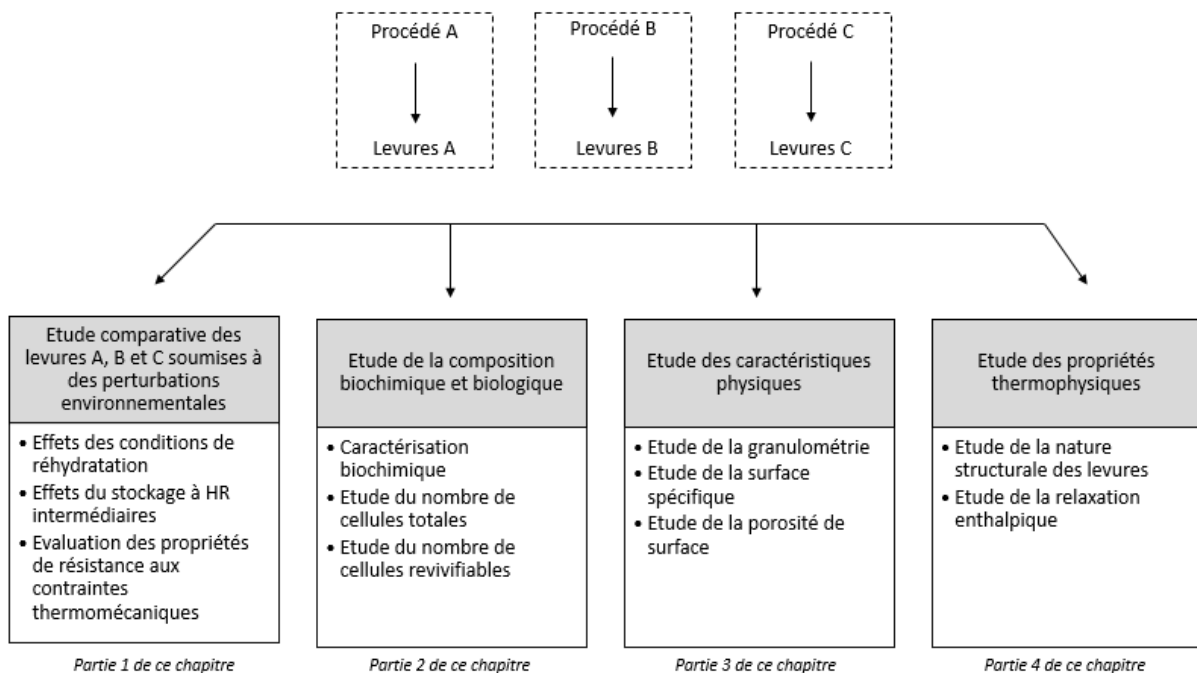 Procédé A
Levures A
Procédé B
Levures B
Procédé C
Levures C
Etude comparative des
levures A, B et C soumises à
des perturbations
environnementales
• Effets des conditions de
réhydratation
• Effets du stockage à HR
intermédiaires
• Evaluation des propriétés
de résistance aux
contraintes
thermomécaniques
Partie 1 de ce chapitre
Etude de la composition
biochimique et biologique
• Caractérisation
biochimique
• Etude du nombre de
cellules totales
• Etude du nombre de
cellules revivifiables
Partie 2 de ce chapitre
Etude des caractéristiques
physiques
• Etude de la granulométrie
• Etude de la surface
spécifique
• Etude de la porosité de
surface
Partie 3 de ce chapitre
Etude des propriétés
thermophysiques
• Etude de la nature
structurale des levures
• Etude de la relaxation
enthalpique
Partie 4 de ce chapitre